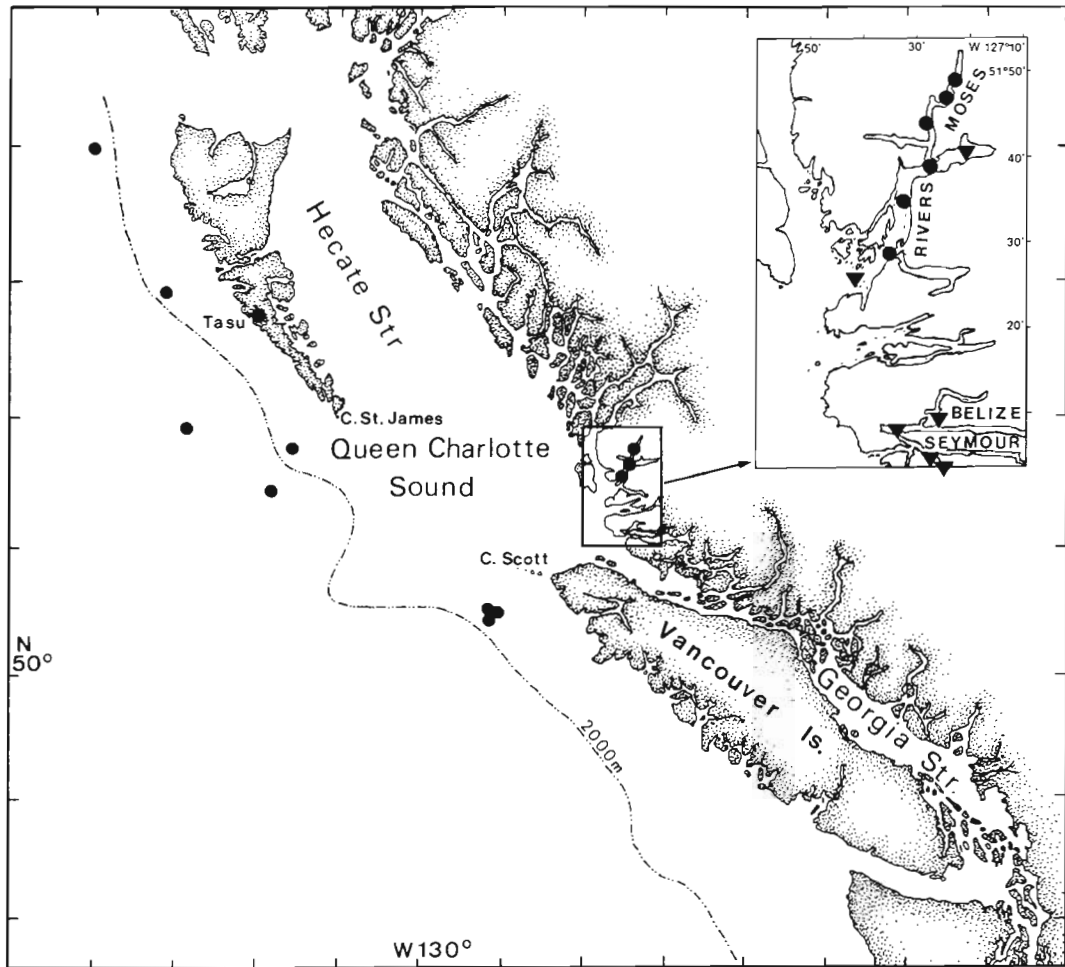 50'
30'
W 127°10'
51°50'
MOSES
40'
RIVERS
30'
20'
BELIZE
SEYMOUR
Hecate Str
Tasu
C. St. James
Queen Charlotte
Sound
C. Scott
N
50°
Vancouver Is.
Georgia Str.
2000m
W 130°